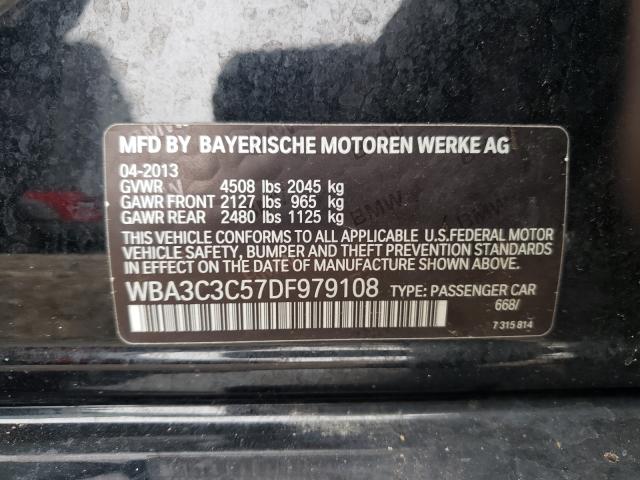 MFD BY BAYERISCHE MOTOREN WERKE AG
04-2013
GVWR 4508 lbs 2045 kg
GAWR FRONT 2127 lbs 965 kg
GAWR REAR 2480 lbs 1125 kg
THIS VEHICLE CONFORMS TO ALL APPLICABLE U.S.FEDERAL MOTOR
VEHICLE SAFETY, BUMPER AND THEFT PREVENTION STANDARDS
IN EFFECT ON THE DATE OF MANUFACTURE SHOWN ABOVE.
WBA3C3C57DF979108 TYPE: PASSENGER CAR
668/
7 315 814